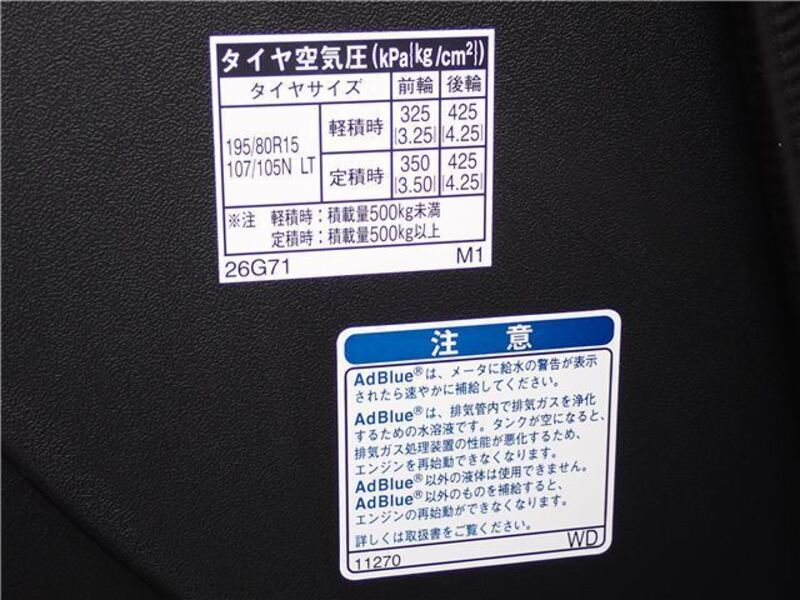 タイヤ空気圧(kPa{kg/cm²})
タイヤサイズ 前輪 後輪
195/80R15
107/105N LT
軽積時 325 425
(3.25) (4.25)
定積時 350 425
(3.50) (4.25)
※注 軽積時：積載量500kg未満
定積時：積載量500kg以上
26G71 M1
注意
AdBlue®は、メータに給水の警告が表示
されたら速やかに補給してください。
AdBlue®は、排気管内で排気ガスを浄化
するための水溶液です。タンクが空になると、
排気ガス処理装置の性能が悪化するため、
エンジンを再始動できなくなります。
AdBlue®以外の液体は使用できません。
AdBlue®以外のものを補給すると、
エンジンの再始動ができなくなります。
詳しくは取扱書をご覧ください。
11270 WD